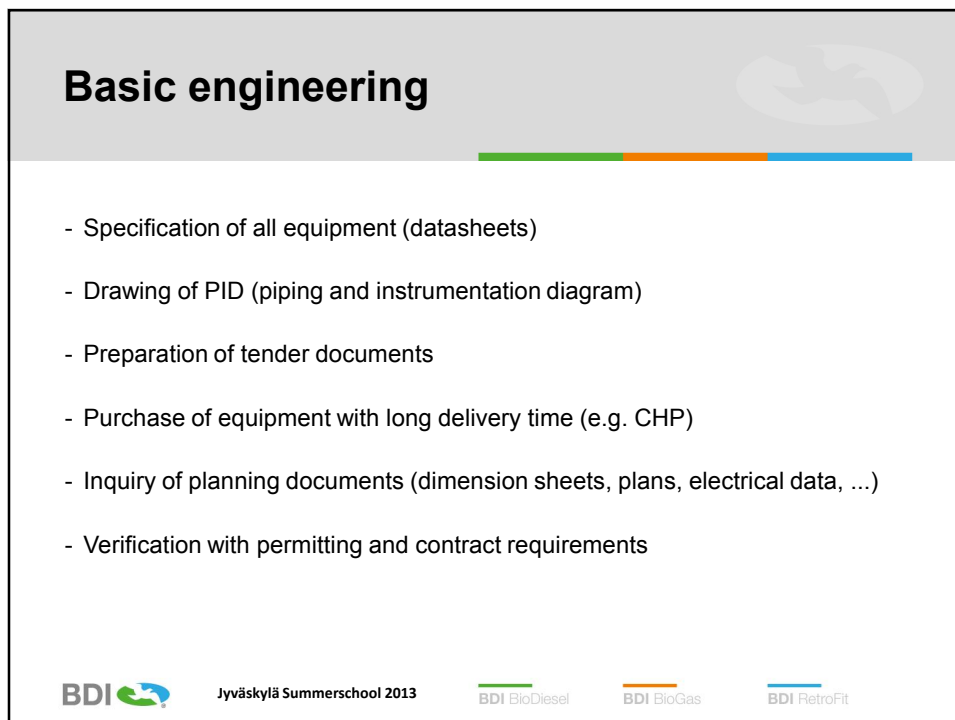 Basic engineering
- Specification of all equipment (datasheets)
- Drawing of PID (piping and instrumentation diagram)
- Preparation of tender documents
- Purchase of equipment with long delivery time (e.g. CHP)
- Inquiry of planning documents (dimension sheets, plans, electrical data, ...)
- Verification with permitting and contract requirements
BDI Jyväskylä Summerschool 2013 BDI BioDiesel BDI BioGas BDI RetroFit